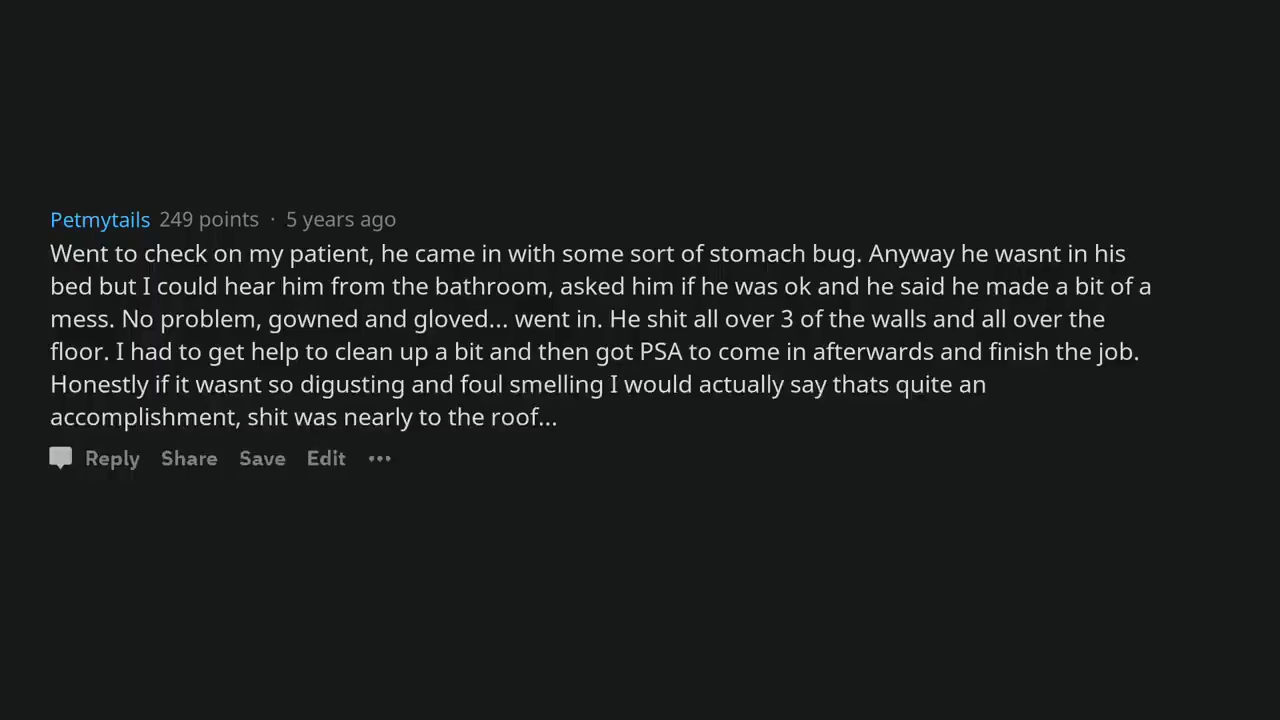 Petmytails 249 points · 5 years ago
Went to check on my patient, he came in with some sort of stomach bug. Anyway he wasnt in his
bed but I could hear him from the bathroom, asked him if he was ok and he said he made a bit of a
mess. No problem, gowned and gloved... went in. He shit all over 3 of the walls and all over the
floor. I had to get help to clean up a bit and then got PSA to come in afterwards and finish the job.
Honestly if it wasnt so digusting and foul smelling I would actually say thats quite an
accomplishment, shit was nearly to the roof...
Reply Share Save Edit •••